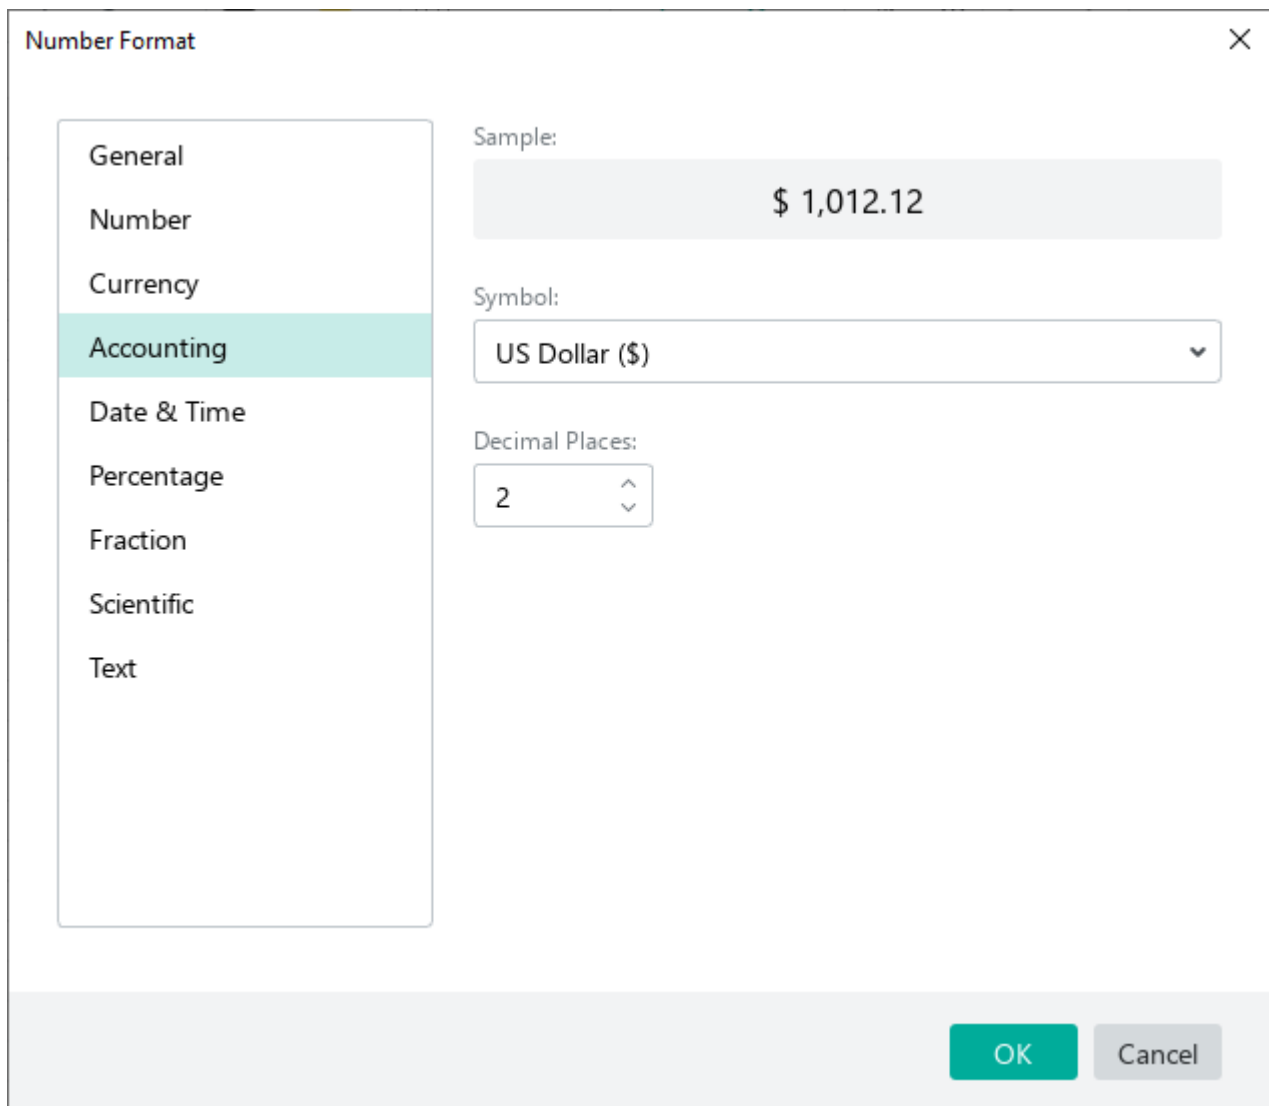 Number Format
General
Number
Currency
Accounting
Date & Time
Percentage
Fraction
Scientific
Text
Sample:
$ 1,012.12
Symbol:
US Dollar ($)
Decimal Places:
2
OK
Cancel